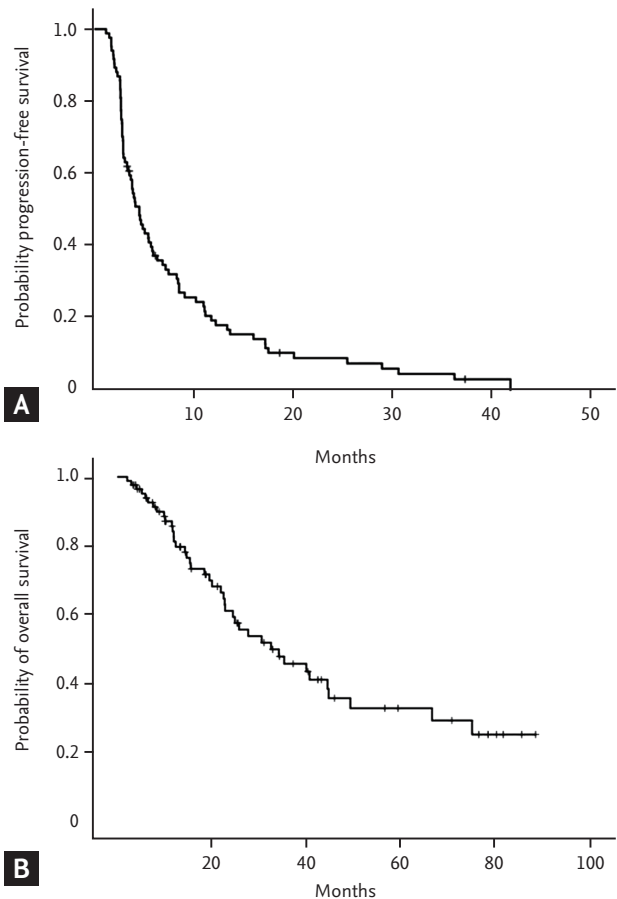 Probability progression-free survival
1.0
0.8
0.6
0.4
0.2
0
10 20 30 40 50
Months
A
Probability of overall survival
1.0
0.8
0.6
0.4
0.2
0
20 40 60 80 100
Months
B